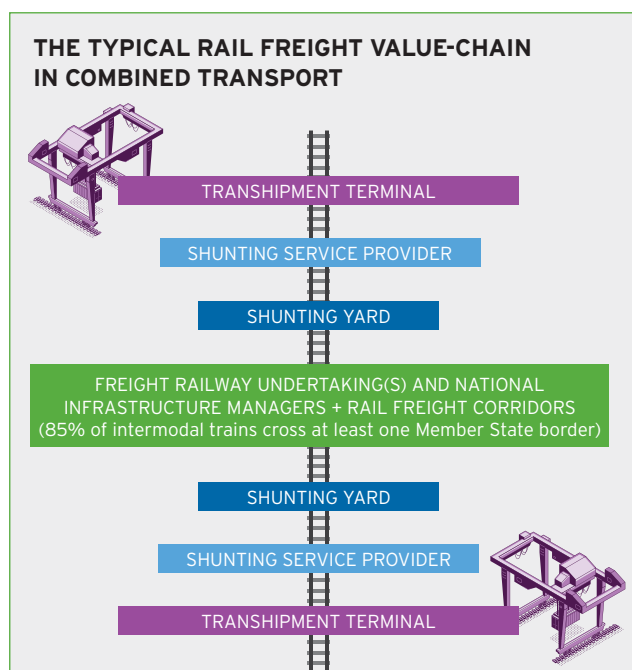 THE TYPICAL RAIL FREIGHT VALUE-CHAIN
IN COMBINED TRANSPORT
TRANSHIPMENT TERMINAL
SHUNTING SERVICE PROVIDER
SHUNTING YARD
FREIGHT RAILWAY UNDERTAKING(S) AND NATIONAL
INFRASTRUCTURE MANAGERS + RAIL FREIGHT CORRIDORS
(85% of intermodal trains cross at least one Member State border)
SHUNTING YARD
SHUNTING SERVICE PROVIDER
TRANSHIPMENT TERMINAL